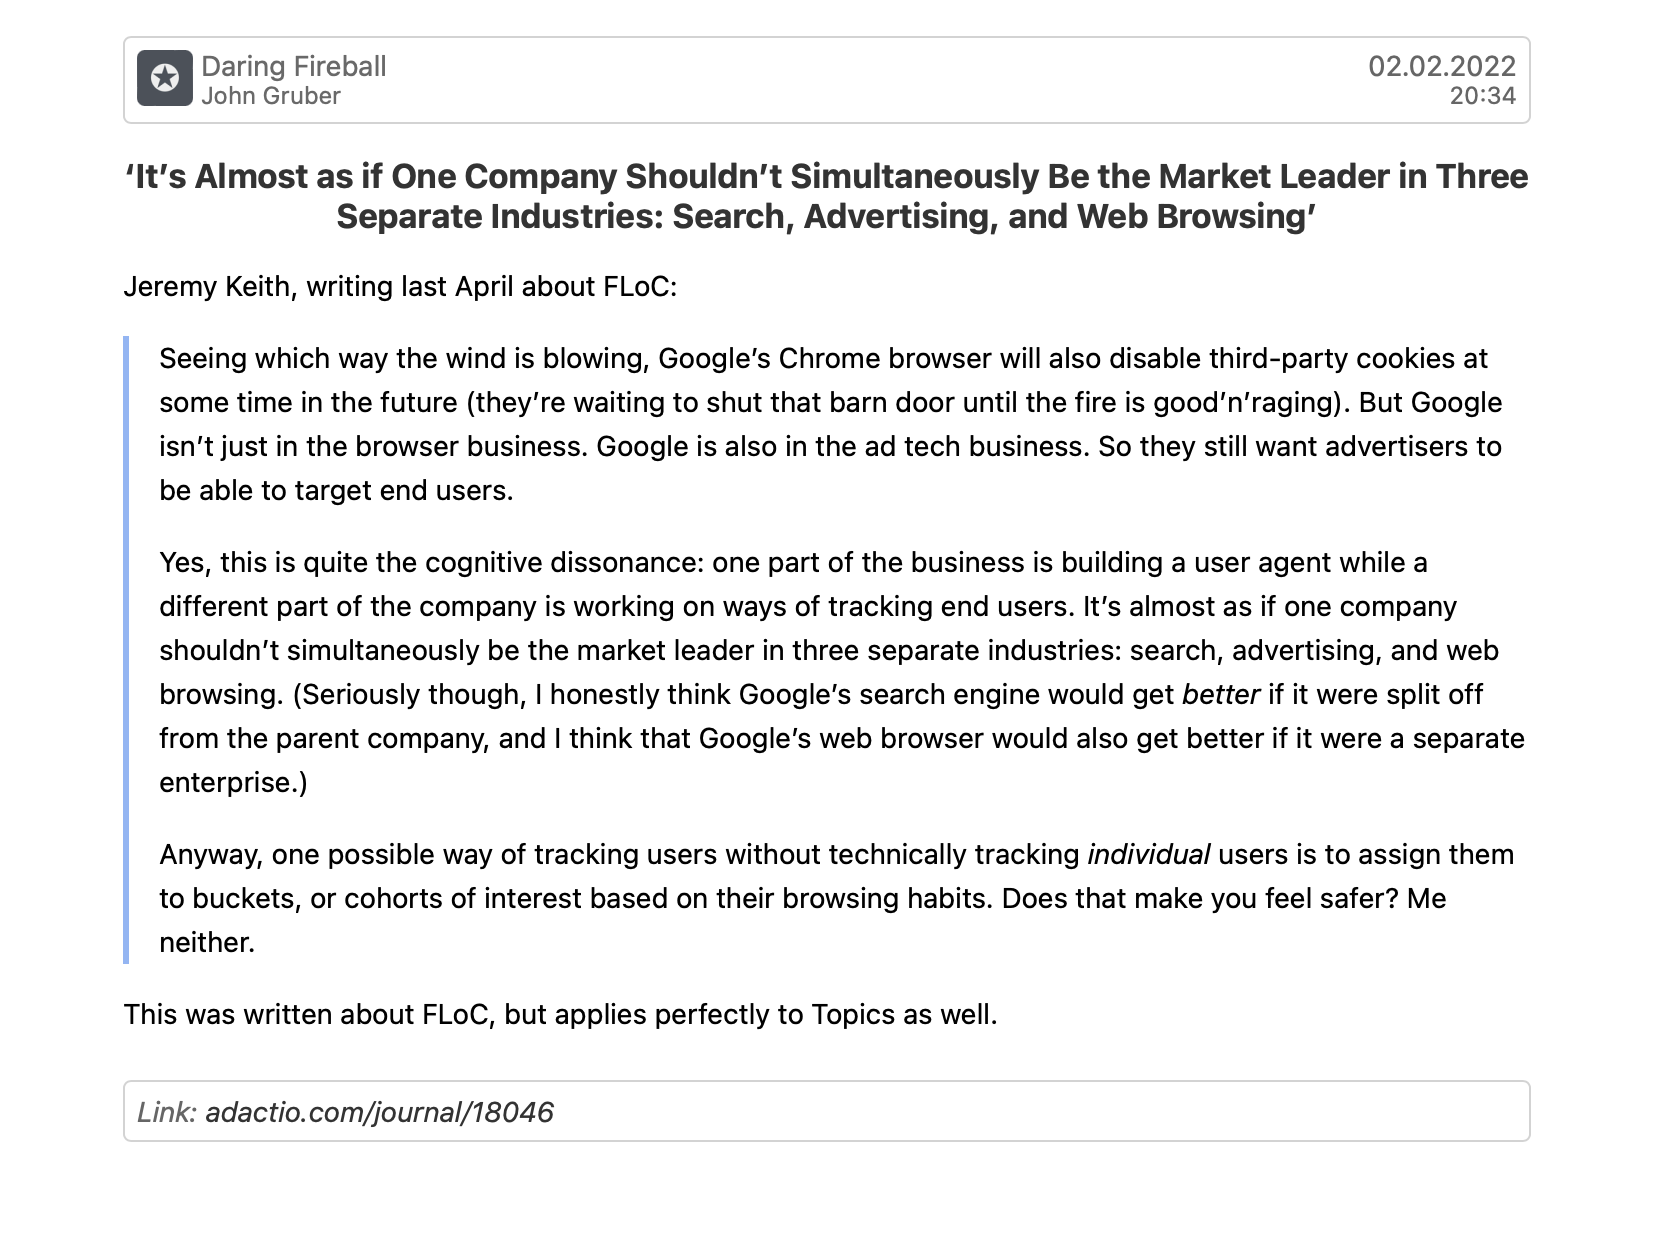 Daring Fireball
John Gruber
02.02.2022
20:34
‘It’s Almost as if One Company Shouldn’t Simultaneously Be the Market Leader in Three
Separate Industries: Search, Advertising, and Web Browsing’
Jeremy Keith, writing last April about FLoC:
Seeing which way the wind is blowing, Google’s Chrome browser will also disable third-party cookies at
some time in the future (they’re waiting to shut that barn door until the fire is good’n’raging). But Google
isn’t just in the browser business. Google is also in the ad tech business. So they still want advertisers to
be able to target end users.
Yes, this is quite the cognitive dissonance: one part of the business is building a user agent while a
different part of the company is working on ways of tracking end users. It’s almost as if one company
shouldn’t simultaneously be the market leader in three separate industries: search, advertising, and web
browsing. (Seriously though, I honestly think Google’s search engine would get better if it were split off
from the parent company, and I think that Google’s web browser would also get better if it were a separate
enterprise.)
Anyway, one possible way of tracking users without technically tracking individual users is to assign them
to buckets, or cohorts of interest based on their browsing habits. Does that make you feel safer? Me
neither.
This was written about FLoC, but applies perfectly to Topics as well.
Link: adactio.com/journal/18046